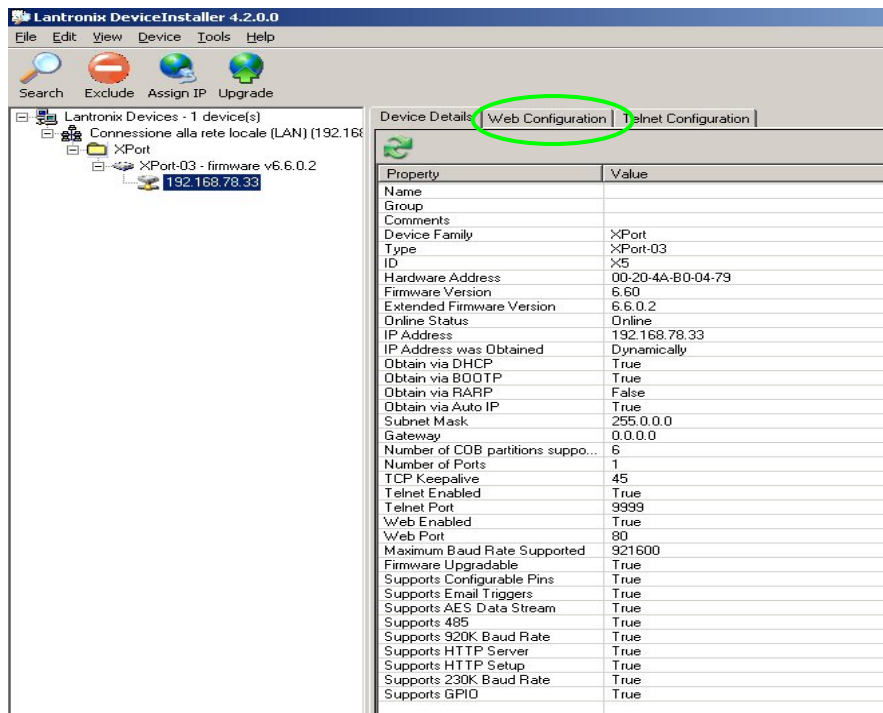 Lantronix DeviceInstaller 4.2.0.0
File Edit View Device Tools Help
Search Exclude Assign IP Upgrade
Lantronix Devices - 1 device(s)
Connessione alla rete locale (LAN) (192.168
XPort
XPort-03 - firmware v6.6.0.2
192.168.78.33
Device Details Web Configuration Telnet Configuration
Property Value
Name
Group
Comments
Device Family XPort
Type XPort-03
ID X5
Hardware Address 00-20-4A-B0-04-79
Firmware Version 6.60
Extended Firmware Version 6.6.0.2
Online Status Online
IP Address 192.168.78.33
IP Address was Obtained Dynamically
Obtain via DHCP True
Obtain via BOOTP True
Obtain via RARP False
Obtain via Auto IP True
Subnet Mask 255.0.0.0
Gateway 0.0.0.0
Number of COB partitions suppo... 6
Number of Ports 1
TCP Keepalive 45
Telnet Enabled True
Telnet Port 9999
Web Enabled True
Web Port 80
Maximum Baud Rate Supported 921600
Firmware Upgradable True
Supports Configurable Pins True
Supports Email Triggers True
Supports AES Data Stream True
Supports 485 True
Supports 920K Baud Rate True
Supports HTTP Server True
Supports HTTP Setup True
Supports 230K Baud Rate True
Supports GPIO True